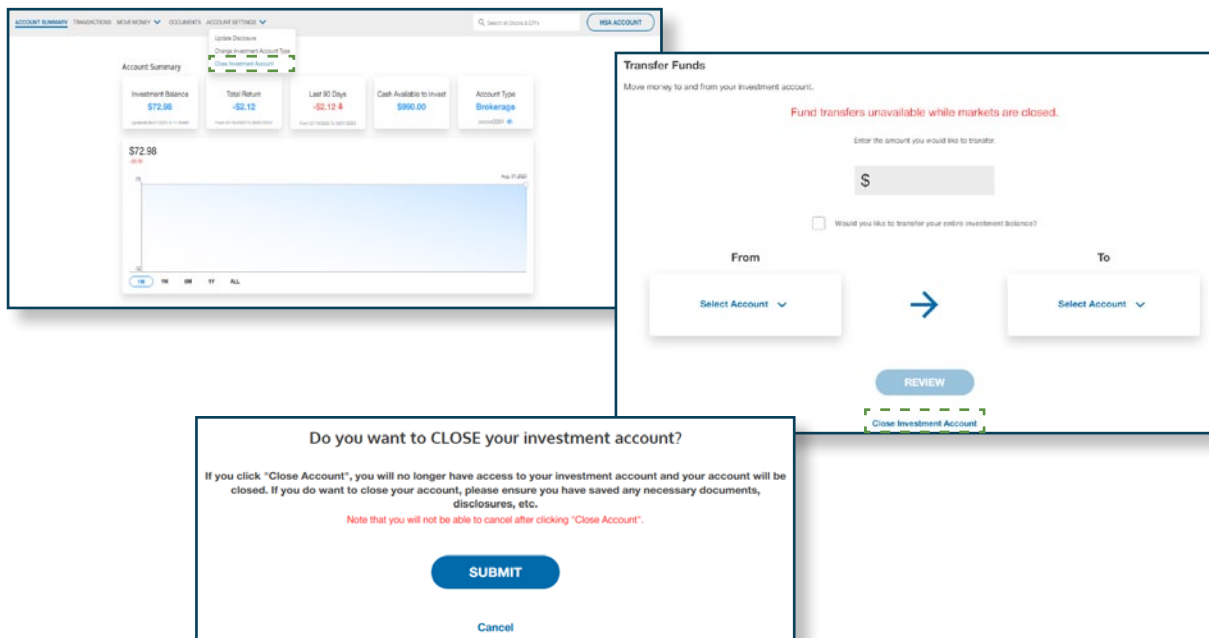 ACCOUNT SUMMARY TRANSACTIONS MOVE MONEY DOCUMENTS ACCOUNT SETTINGS Search all Stocks & ETFs HSA ACCOUNT
Update Disclosure
Change Investment Account Type
Close Investment Account
Account Summary
Investment Balance Total Return Last 90 Days Cash Available to Invest Account Type
$72.98 -$2.12 -$2.12 $990.00 Brokerage
$72.98
1Y ALL
Transfer Funds
Move money to and from your investment account.
Fund transfers unavailable while markets are closed.
Enter the amount you would like to transfer.
$
Would you like to transfer your entire investment balance?
From To
Select Account Select Account
REVIEW
Close Investment Account
Do you want to CLOSE your investment account?
If you click "Close Account", you will no longer have access to your investment account and your account will be
closed. If you do want to close your account, please ensure you have saved any necessary documents,
disclosures, etc.
Note that you will not be able to cancel after clicking "Close Account".
SUBMIT
Cancel